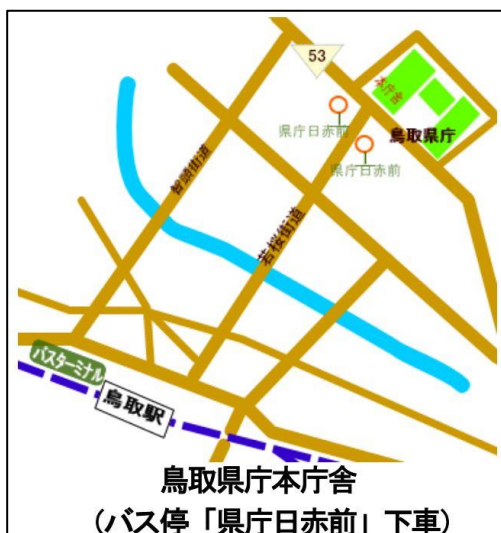 53
本庁舎
県庁日赤前
鳥取県庁
県庁日赤前
智頭街道
若桜街道
バスターミナル
鳥取駅
鳥取県庁本庁舎
(バス停「県庁日赤前」下車)